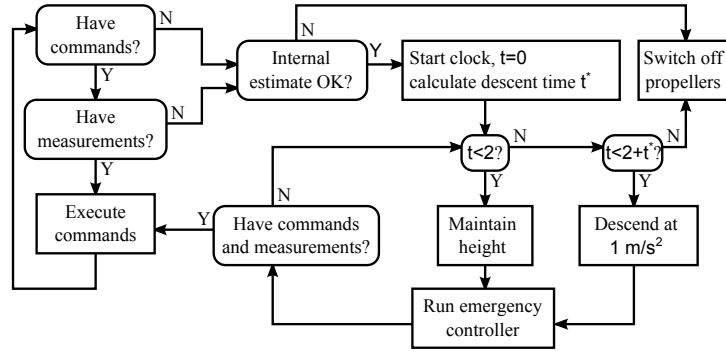 Have
commands?
N
Y
Have
measurements?
N
Y
Execute
commands
Internal
estimate OK?
N
Y
Start clock, t=0
calculate descent time t*
Switch off
propellers
t<2?
N
Y
t<2+t*?
N
Y
Maintain
height
Descend at
1 m/s²
Run emergency
controller
Have commands
and measurements?
N
Y